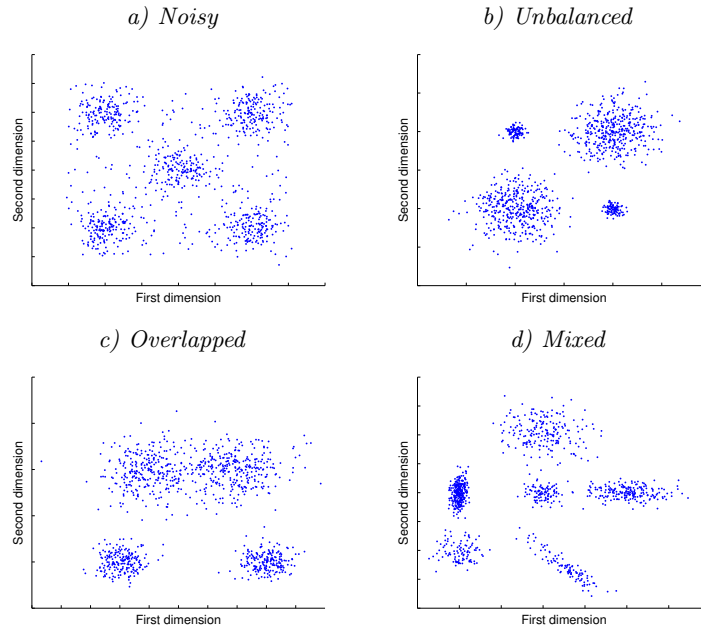 a) Noisy
b) Unbalanced
Second dimension
First dimension
Second dimension
First dimension
c) Overlapped
d) Mixed
Second dimension
First dimension
Second dimension
First dimension